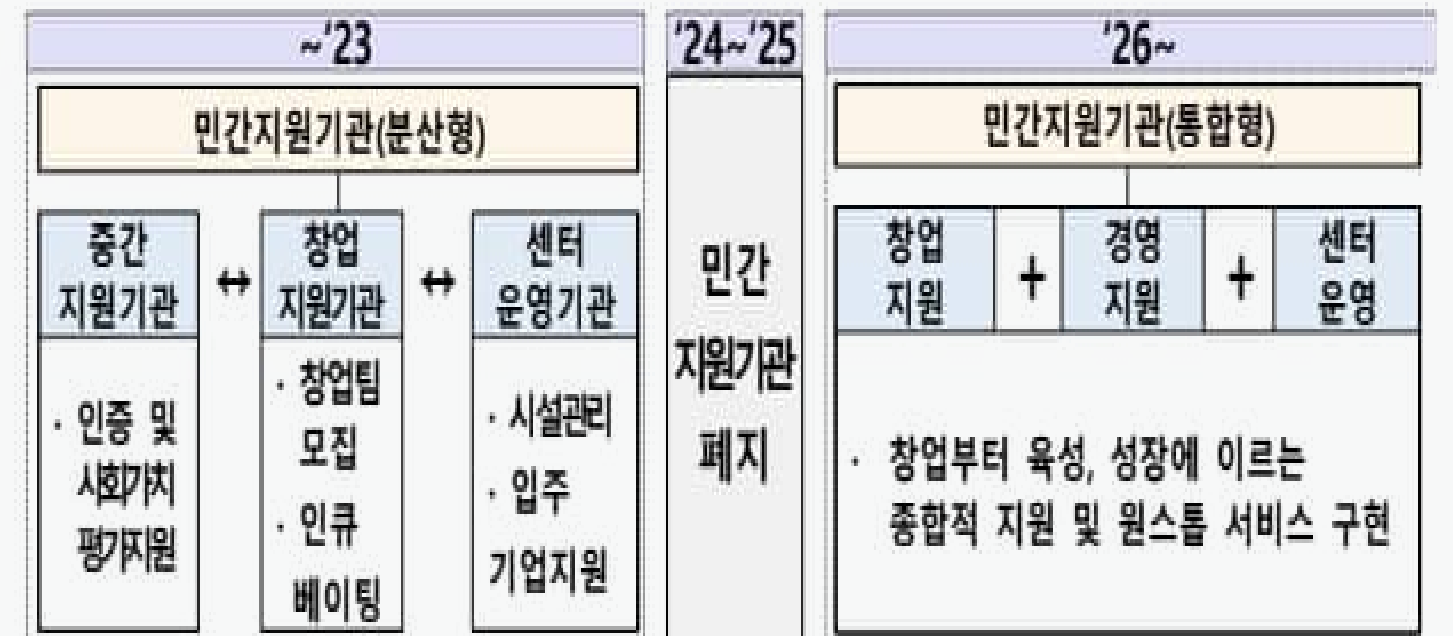 ~'23
민간지원기관(분산형)
중간
지원기관
↔
창업
지원기관
↔
센터
운영기관
· 인증 및
사회가치
평가지원
· 창업팀
모집
· 인큐
베이팅
· 시설관리
· 입주
기업지원
'24~'25
민간
지원기관
폐지
'26~
민간지원기관(통합형)
창업
지원
+
경영
지원
+
센터
운영
· 창업부터 육성, 성장에 이르는
종합적 지원 및 원스톱 서비스 구현